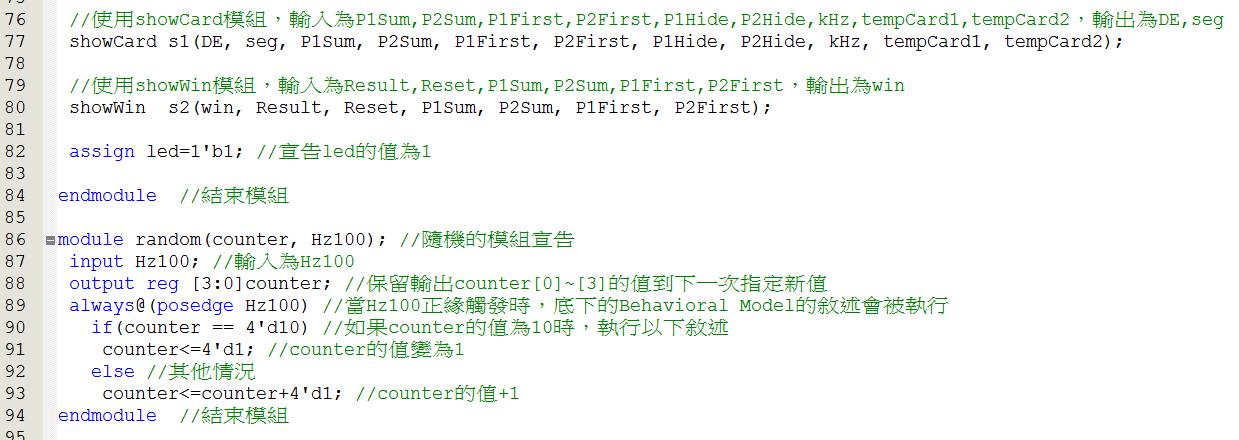 76 //使用showCard模組，輸入為P1Sum,P2Sum,P1First,P2First,P1Hide,P2Hide,kHz,tempCard1,tempCard2，輸出為DE,seg
77 showCard s1(DE, seg, P1Sum, P2Sum, P1First, P2First, P1Hide, P2Hide, kHz, tempCard1, tempCard2);
78
79 //使用showWin模組，輸入為Result,Reset,P1Sum,P2Sum,P1First,P2First，輸出為win
80 showWin  s2(win, Result, Reset, P1Sum, P2Sum, P1First, P2First);
81
82 assign led=1'b1; //宣告led的值為1
83
84 endmodule  //結束模組
85
86 module random(counter, Hz100); //隨機的模組宣告
87 input Hz100; //輸入為Hz100
88 output reg [3:0]counter; //保留輸出counter[0]~[3]的值到下一次指定新值
89 always@(posedge Hz100) //當Hz100正緣觸發時，底下的Behavioral Model的敘述會被執行
90 if(counter == 4'd10) //如果counter的值為10時，執行以下敘述
91 counter<=4'd1; //counter的值變為1
92 else //其他情況
93 counter<=counter+4'd1; //counter的值+1
94 endmodule  //結束模組
95